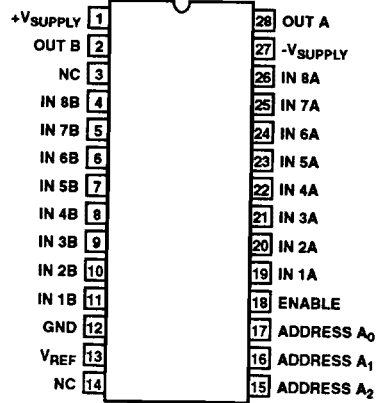 +VSUPPLY 1 28 OUT A
OUT B 2 27 -VSUPPLY
NC 3 26 IN 8A
IN 8B 4 25 IN 7A
IN 7B 5 24 IN 6A
IN 6B 6 23 IN 5A
IN 5B 7 22 IN 4A
IN 4B 8 21 IN 3A
IN 3B 9 20 IN 2A
IN 2B 10 19 IN 1A
IN 1B 11 18 ENABLE
GND 12 17 ADDRESS A0
VREF 13 16 ADDRESS A1
NC 14 15 ADDRESS A2